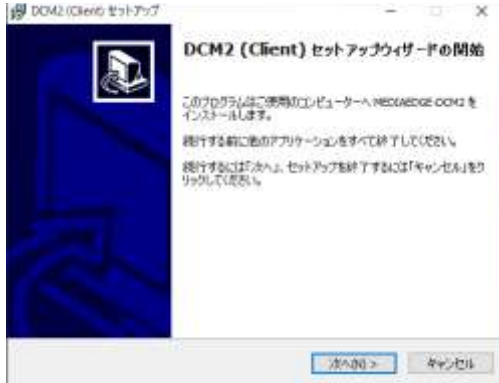 DCM2 (Client) セットアップ
DCM2 (Client) セットアップウィザードの開始
このプログラムはご使用のコンピューターへ MEDIAEDGE DCM2 を
インストールします。
続行する前に他のアプリケーションをすべて終了してください。
続行するには「次へ」、セットアップを終了するには「キャンセル」をク
リックしてください。
次へ(N) >
キャンセル